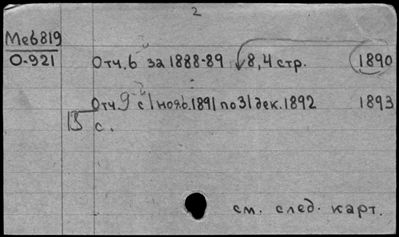 2
Ме6819
О-921
Отч. 6-й за 1888-89 8,4 стр. 1890
Отч. 9-й с 1 нояб. 1891 по 31 дек. 1892 1893
13 с.
см. след. карт.